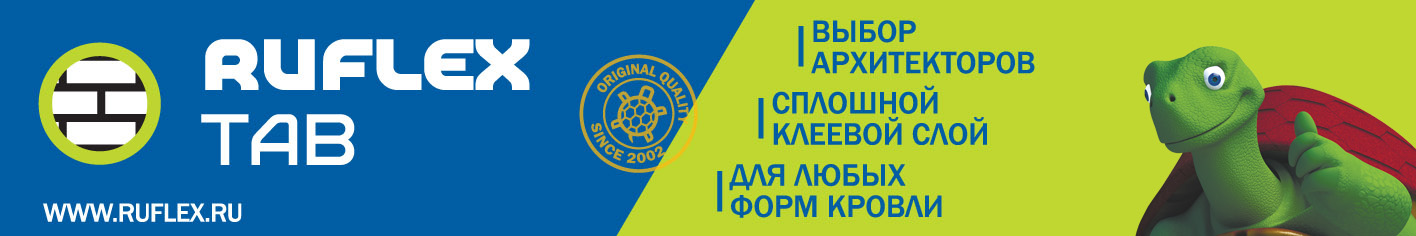 RUFLEX
TAB
WWW.RUFLEX.RU
ORIGINAL QUALITY
SINCE 2002
ВЫБОР
АРХИТЕКТОРОВ
СПЛОШНОЙ
КЛЕЕВОЙ СЛОЙ
ДЛЯ ЛЮБЫХ
ФОРМ КРОВЛИ